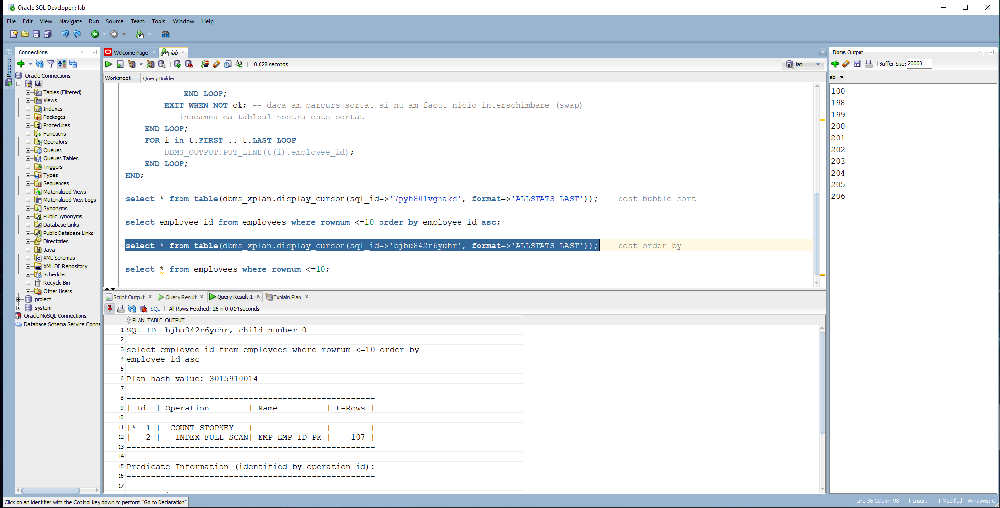 Oracle SQL Developer : lab
File Edit View Navigate Run Source Team Tools Window Help
Reports
Connections
Oracle Connections
lab
Tables (Filtered)
Views
Indexes
Packages
Procedures
Functions
Operators
Queues
Queues Tables
Triggers
Types
Sequences
Materialized Views
Materialized View Logs
Synonyms
Public Synonyms
Database Links
Public Database Links
Directories
Java
XML Schemas
XML DB Repository
Scheduler
Recycle Bin
Other Users
proiect
system
Oracle NoSQL Connections
Database Schema Service Conne
Welcome Page lab
0.028 seconds lab
Worksheet Query Builder
END LOOP;
EXIT WHEN NOT ok; -- daca am parcurs sortat si nu am facut nicio interschimbare (swap)
-- inseamna ca tabloul nostru este sortat
END LOOP;
FOR i in t.FIRST .. t.LAST LOOP
DBMS_OUTPUT.PUT_LINE(t(i).employee_id);
END LOOP;
END;
select * from table(dbms_xplan.display_cursor(sql_id=>'7pyh801vghaks', format=>'ALLSTATS LAST')); -- cost bubble sort
select employee_id from employees where rownum <=10 order by employee_id asc;
select * from table(dbms_xplan.display_cursor(sql_id=>'bjbu842r6yuhr', format=>'ALLSTATS LAST')); -- cost order by
select * from employees where rownum <=10;
Script Output x Query Result x Query Result 1 x Explain Plan x
SQL | All Rows Fetched: 26 in 0.014 seconds
PLAN_TABLE_OUTPUT
1 SQL ID  bjbu842r6yuhr, child number 0
2 -------------------------------------
3 select employee id from employees where rownum <=10 order by
4 employee id asc
5
6 Plan hash value: 3015910014
7
8 ---------------------------------------------------
9 | Id  | Operation        | Name          | E-Rows |
10 ---------------------------------------------------
11 |*  1 |  COUNT STOPKEY   |               |        |
12 |   2 |   INDEX FULL SCAN| EMP EMP ID PK |    107 |
13 ---------------------------------------------------
14
15 Predicate Information (identified by operation id):
16 ---------------------------------------------------
17
Dbms Output
Buffer Size: 20000
lab x
100
198
199
200
201
202
203
204
205
206
Click on an identifier with the Control key down to perform "Go to Declaration"
| Line 36 Column 98 | Insert | Modified | Windows: CF